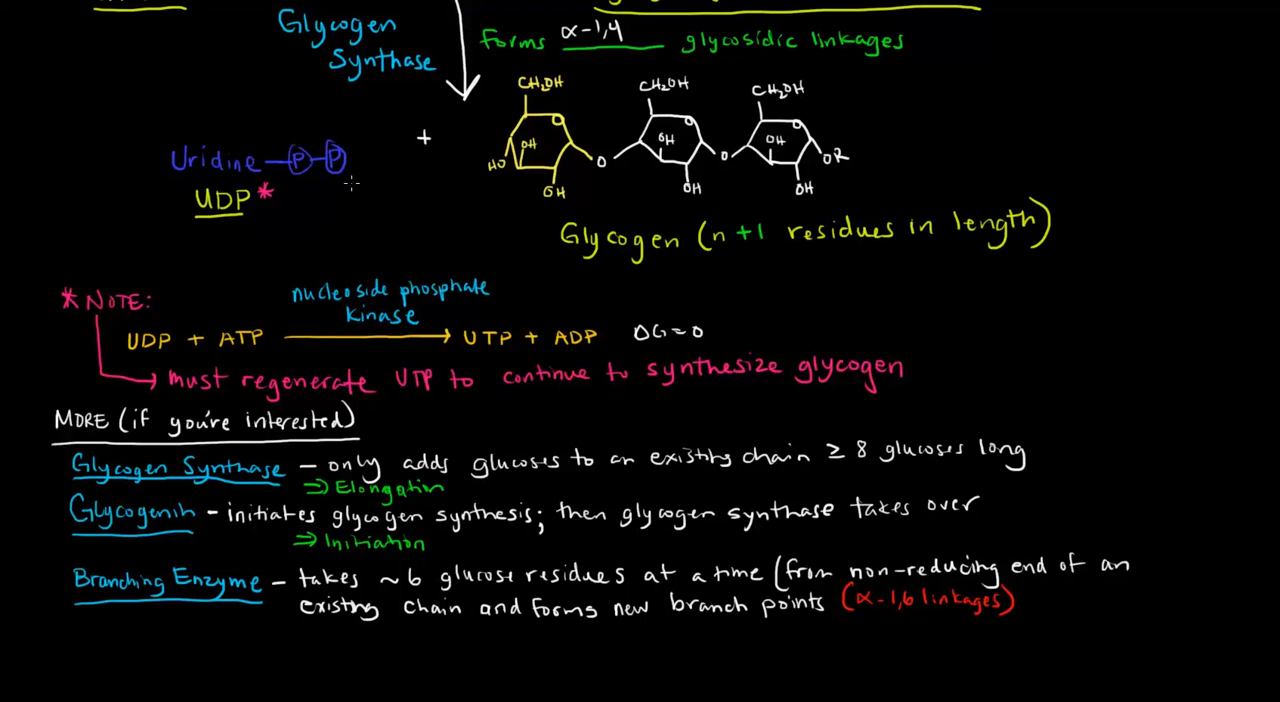 Glycogen
Synthase
Forms α-1,4 glycosidic linkages
CH₂OH CH₂OH CH₂OH
O O O
OH OH OH
HO O O OR
OH OH OH
+
Uridine — P — P
UDP *
Glycogen (n+1 residues in length)
* NOTE:
nucleoside phosphate
kinase
UDP + ATP → UTP + ADP ΔG=0
→ must regenerate UTP to continue to synthesize glycogen
MORE (if you're interested)
Glycogen Synthase – only adds glucoses to an existing chain ≥ 8 glucoses long
⇒ Elongation
Glycogenin – initiates glycogen synthesis; then glycogen synthase takes over
⇒ Initiation
Branching Enzyme – takes ~6 glucose residues at a time (from non-reducing end of an
existing chain and forms new branch points (α-1,6 linkages)